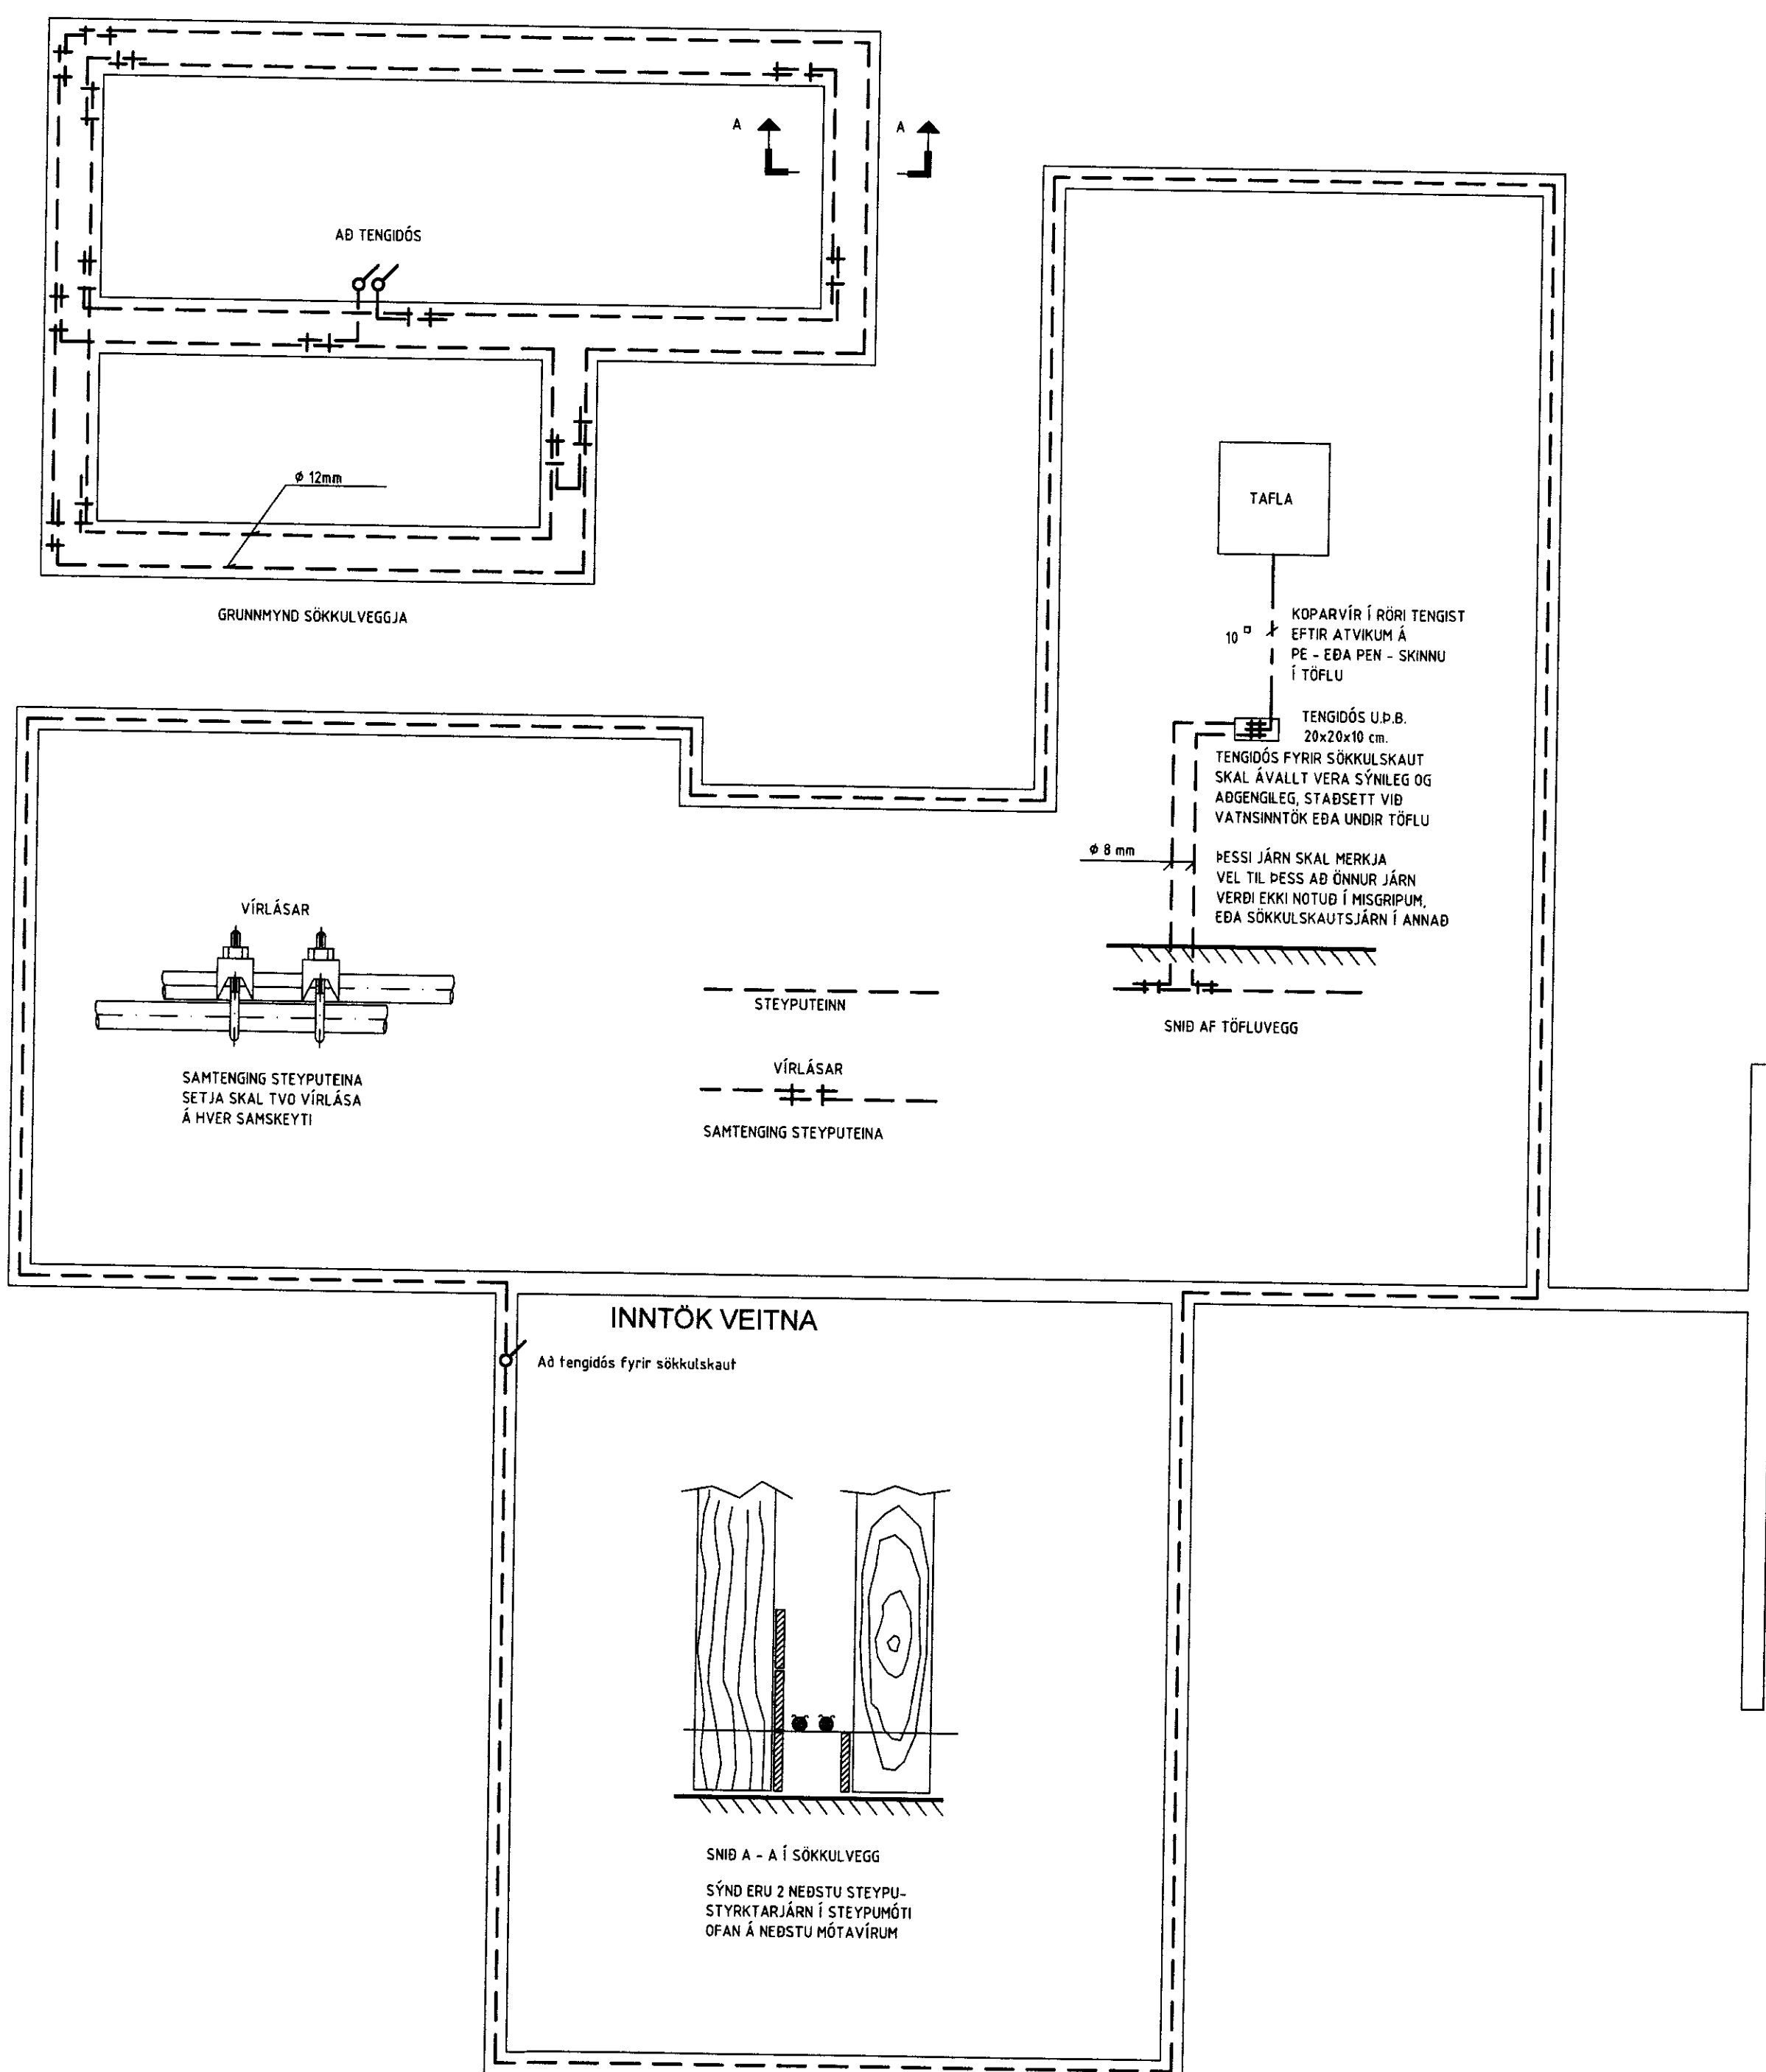 A
A
AÐ TENGIDÓS
ϕ 12mm
GRUNNMYND SÖKKULVEGGJA
TAFLA
10 □
KOPARVÍR Í RÖRI TENGIST
EFTIR ATVIKUM Á
PE - EÐA PEN - SKINNU
Í TÖFLU
TENGIDÓS U.Þ.B.
20x20x10 cm.
TENGIDÓS FYRIR SÖKKULSKAUT
SKAL ÁVALLT VERA SÝNILEG OG
AÐGENGILEG, STAÐSETT VIÐ
VATNSINNTÖK EÐA UNDIR TÖFLU
ϕ 8 mm
ÞESSI JÁRN SKAL MERKJA
VEL TIL ÞESS AÐ ÖNNUR JÁRN
VERÐI EKKI NOTUÐ Í MISGRIPUM,
EÐA SÖKKULSKAUTSJÁRN Í ANNAÐ
SNIÐ AF TÖFLUVEGG
VÍRLÁSAR
SAMTENGING STEYPUTEINA
SETJA SKAL TVO VÍRLÁSA
Á HVER SAMSKEYTI
STEYPUTEINN
VÍRLÁSAR
SAMTENGING STEYPUTEINA
INNTÖK VEITNA
Að tengidós fyrir sökkulskaut
SNIÐ A - A Í SÖKKULVEGG
SÝND ERU 2 NEÐSTU STEYPU-
STYRKTARJÁRN Í STEYPUMÓTI
OFAN Á NEÐSTU MÓTAVÍRUM